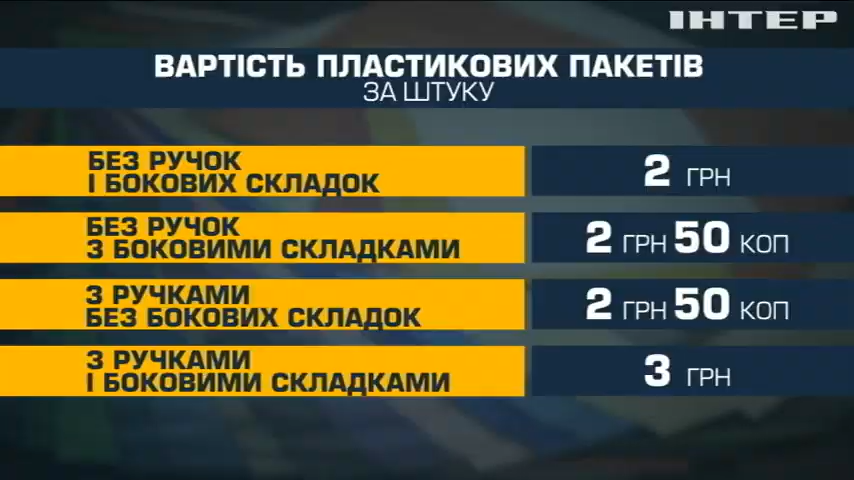 ІНТЕР
ВАРТІСТЬ ПЛАСТИКОВИХ ПАКЕТІВ
ЗА ШТУКУ
БЕЗ РУЧОК
І БОКОВИХ СКЛАДОК
2 ГРН
БЕЗ РУЧОК
З БОКОВИМИ СКЛАДКАМИ
2 ГРН 50 КОП
З РУЧКАМИ
БЕЗ БОКОВИХ СКЛАДОК
2 ГРН 50 КОП
З РУЧКАМИ
І БОКОВИМИ СКЛАДКАМИ
3 ГРН